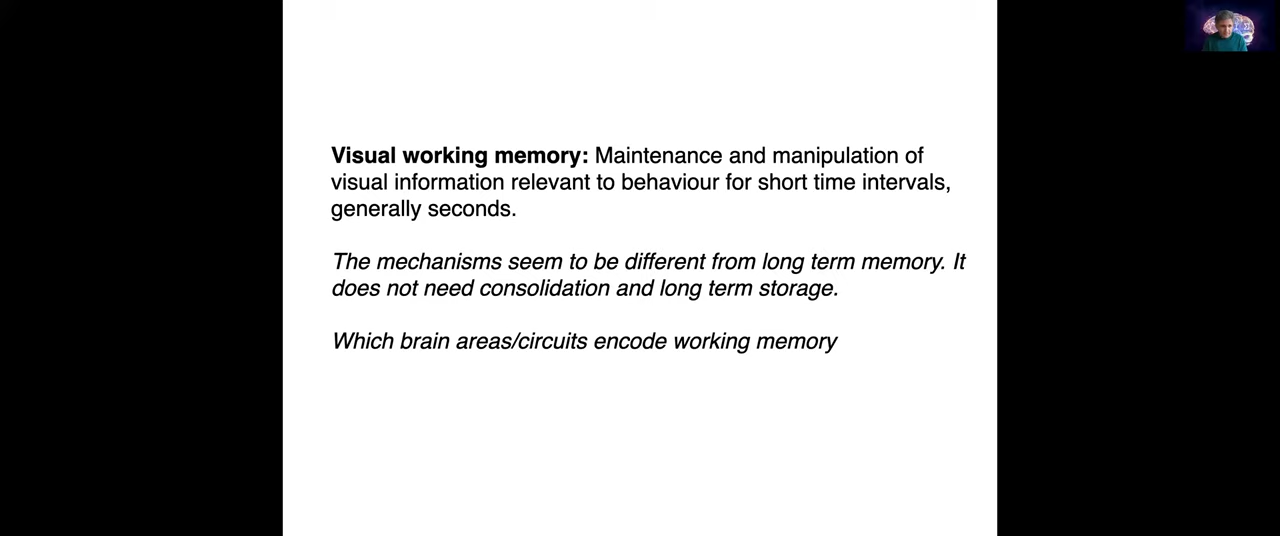 Visual working memory: Maintenance and manipulation of
visual information relevant to behaviour for short time intervals,
generally seconds.
The mechanisms seem to be different from long term memory. It
does not need consolidation and long term storage.
Which brain areas/circuits encode working memory